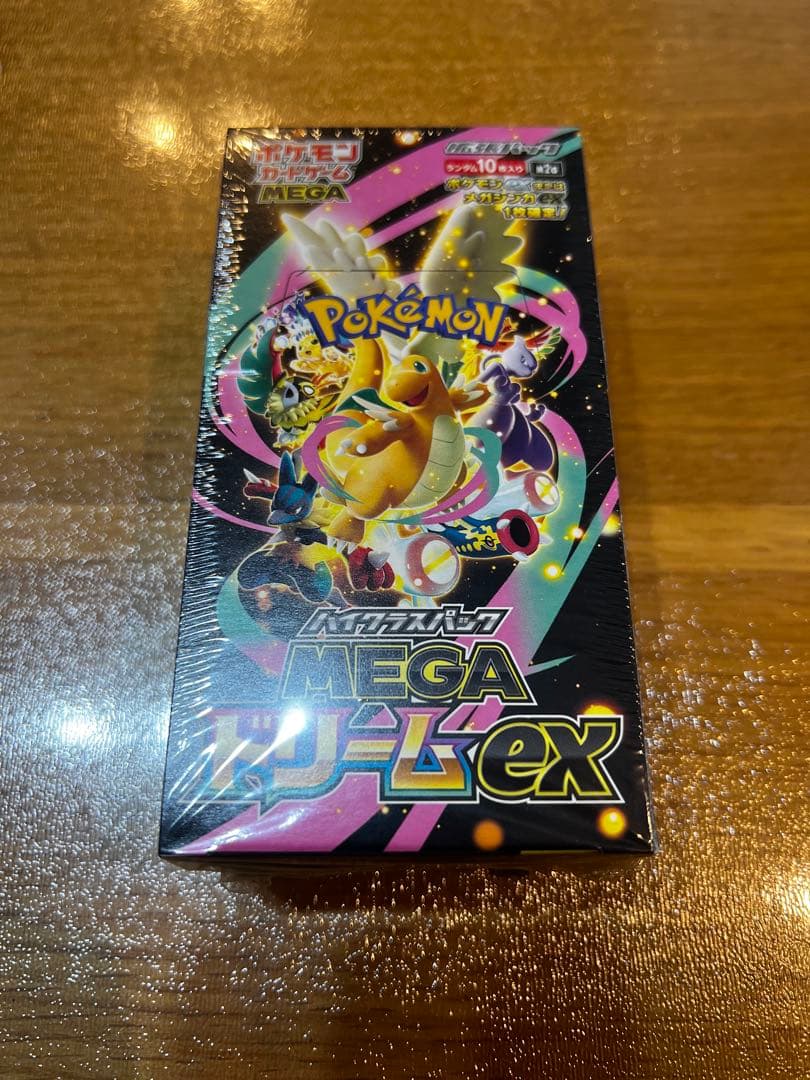 ポケモン
カードゲーム
MEGA
拡張パック
ランダム10枚入り
ポケモンexまたは
メガシンカex
1枚確定!
Pokémon
ハイクラスパック
MEGA
ドリームex